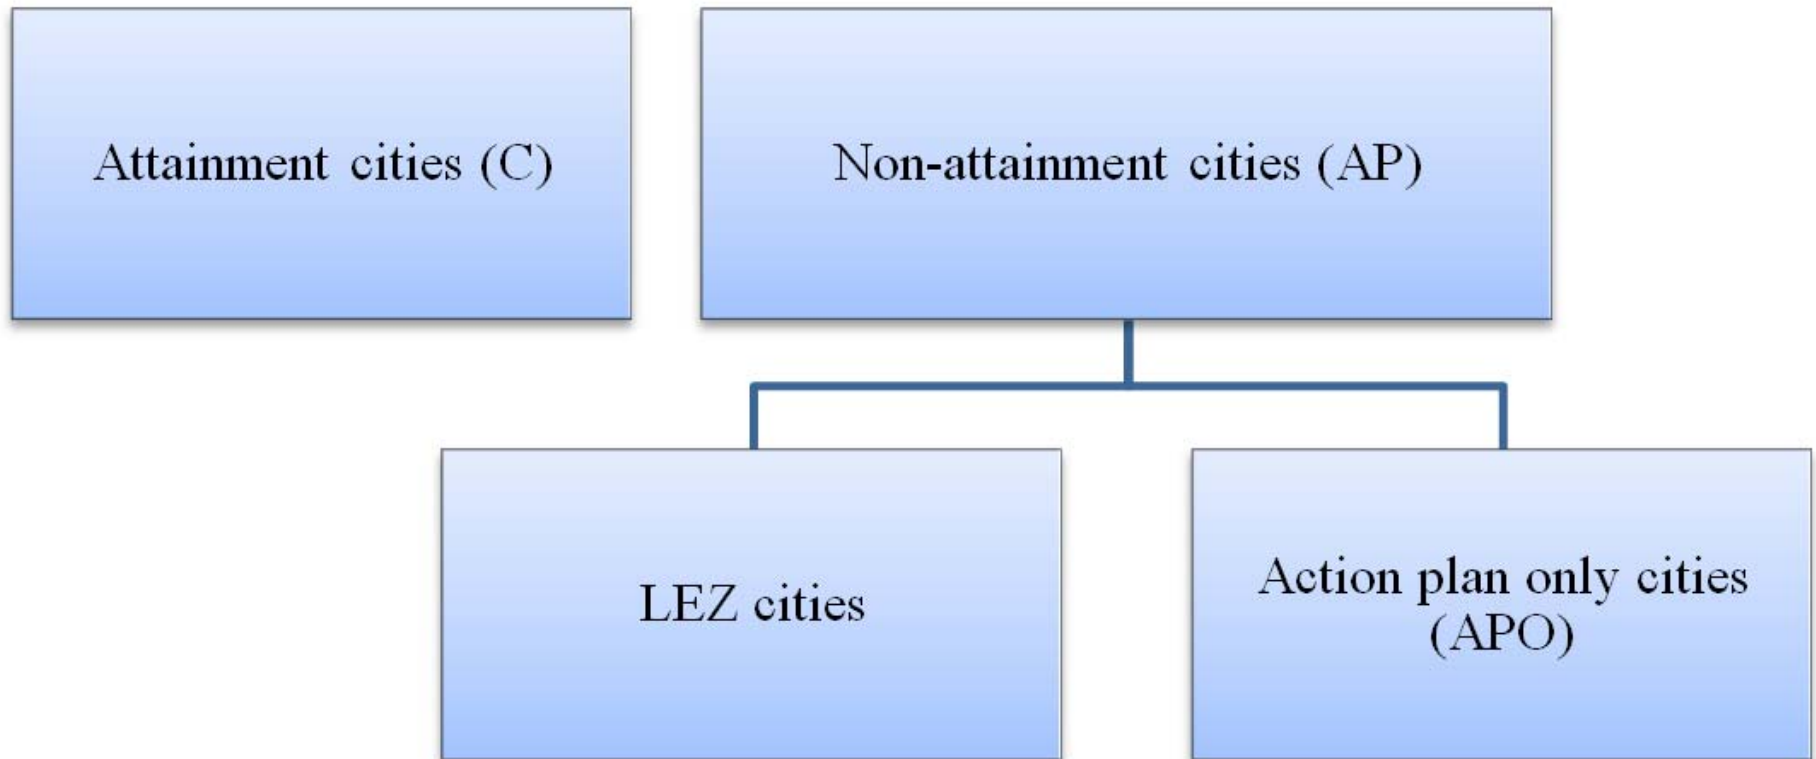 Attainment cities (C)
Non-attainment cities (AP)
LEZ cities
Action plan only cities
(APO)